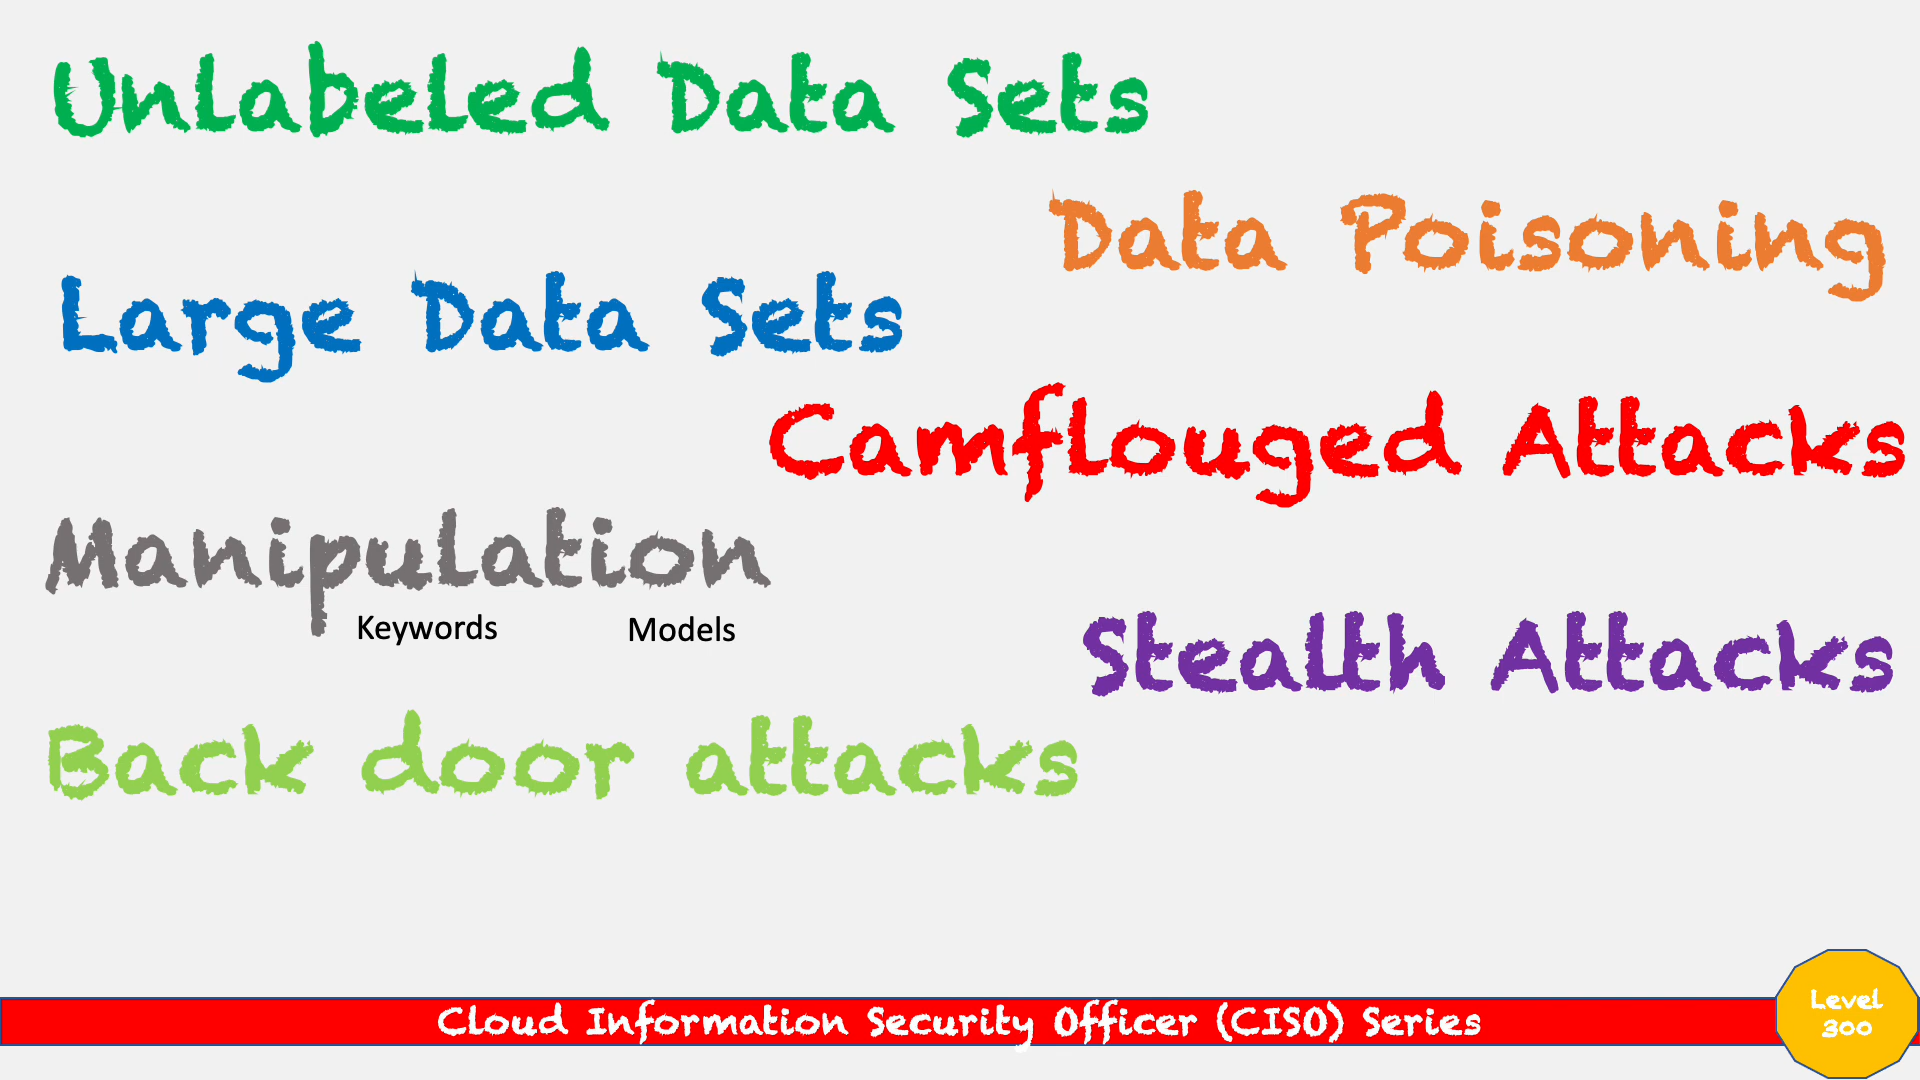 Unlabeled Data Sets
Data Poisoning
Large Data Sets
Camflouged Attacks
Manipulation
Keywords
Models
Stealth Attacks
Back door attacks
Cloud Information Security Officer (CISO) Series
Level
300